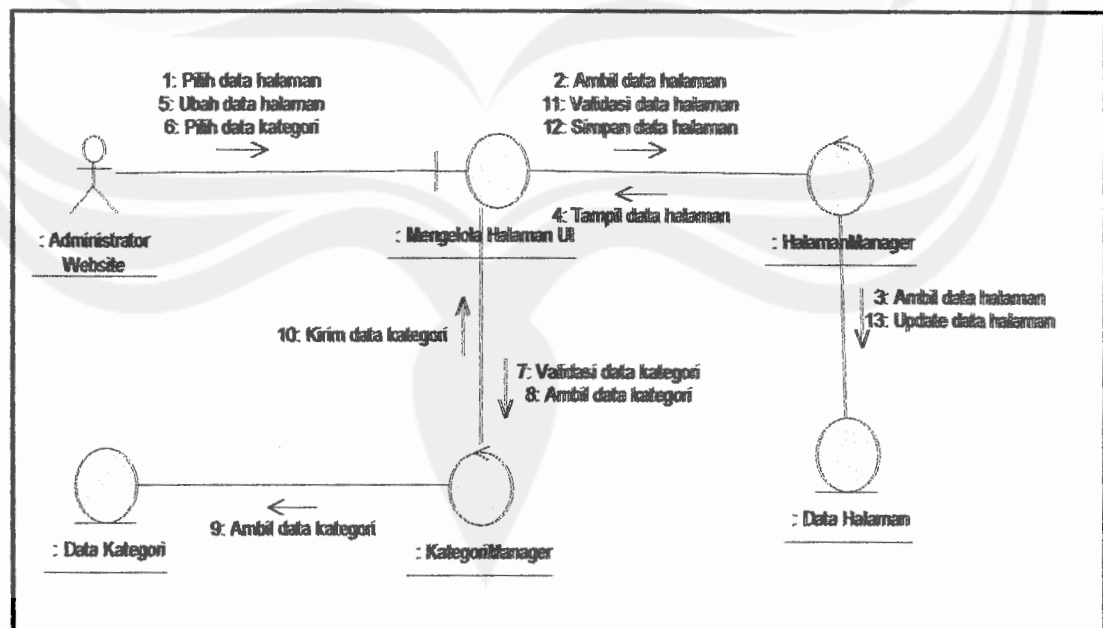 1: Pilih data halaman
5: Ubah data halaman
6: Pilih data kategori
2: Ambil data halaman
11: Validasi data halaman
12: Simpan data halaman
4: Tampil data halaman
: Administrator
Website
: Mengelola Halaman UI
: HalamanManager
3: Ambil data halaman
13: Update data halaman
10: Kirim data kategori
7: Validasi data kategori
8: Ambil data kategori
9: Ambil data kategori
: Data Kategori
: KategoriManager
: Data Halaman